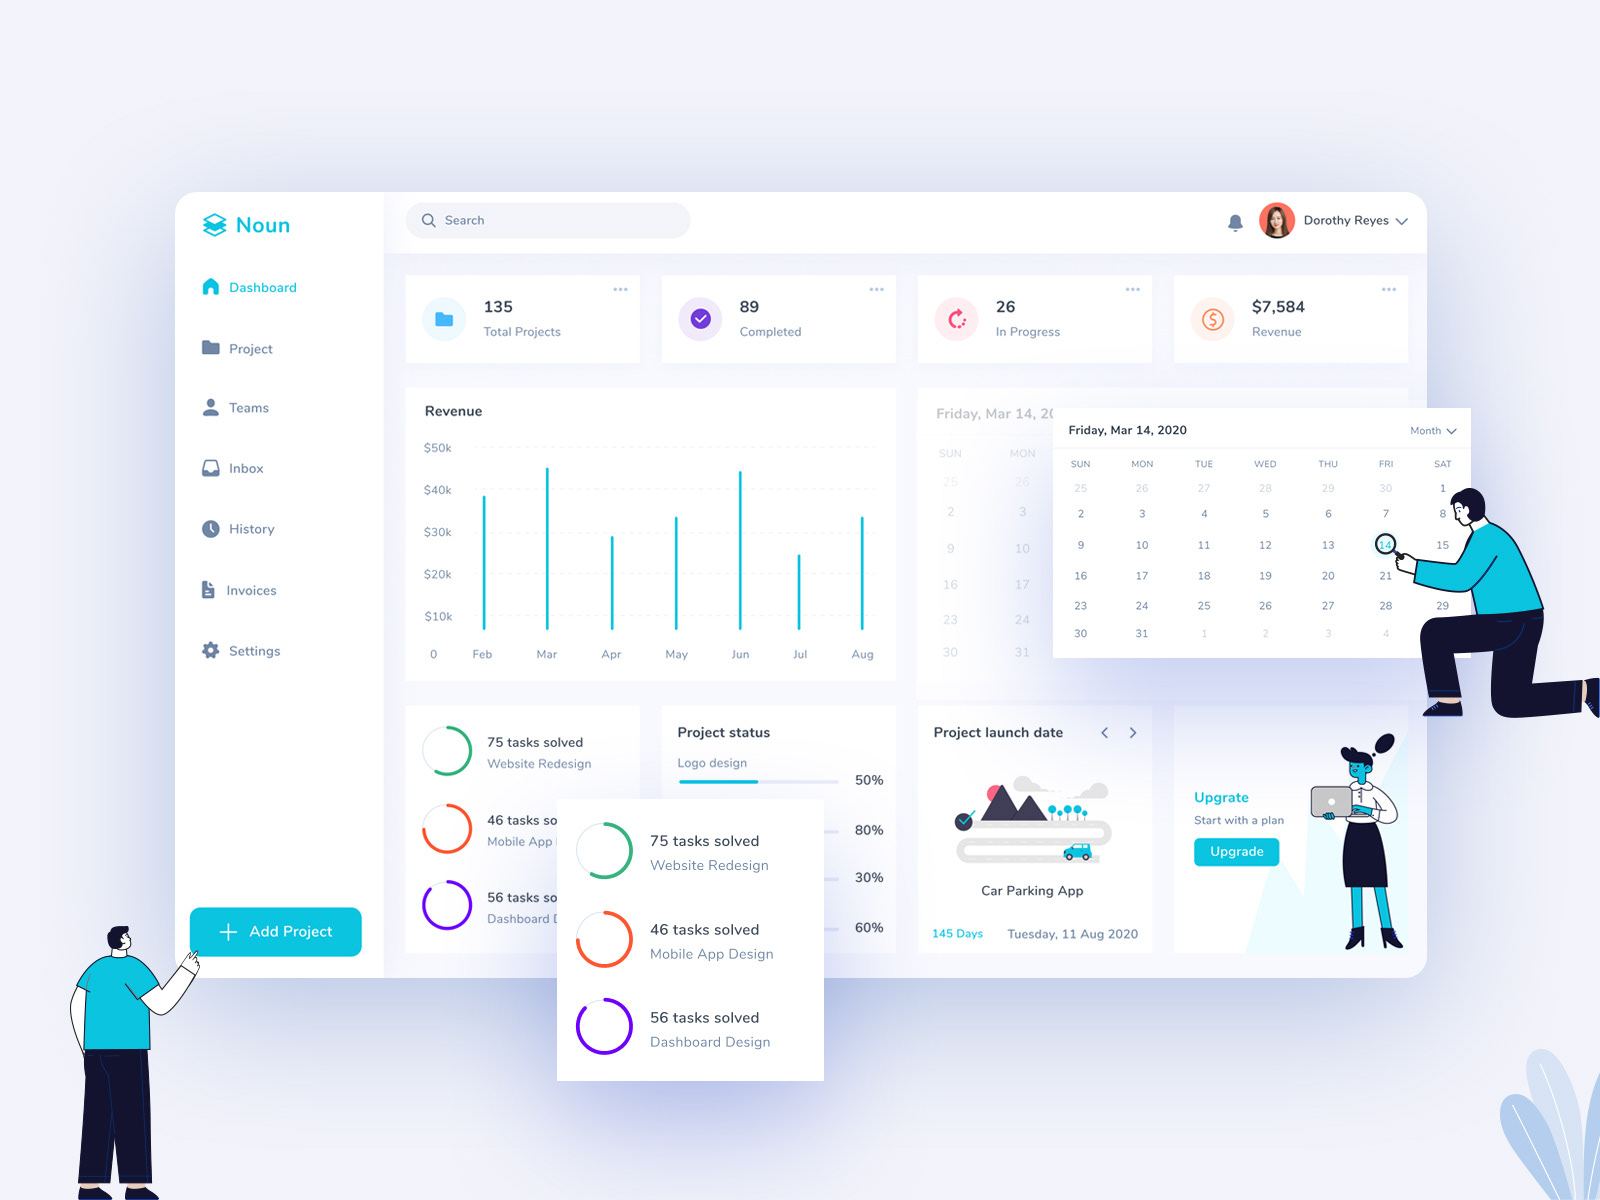 Noun
Search
Dorothy Reyes
Dashboard
Project
Teams
Inbox
History
Invoices
Settings
Add Project
135
Total Projects
89
Completed
26
In Progress
$7,584
Revenue
Revenue
$50k
$40k
$30k
$20k
$10k
0 Feb Mar Apr May Jun Jul Aug
Friday, Mar 14, 20
SUN MON
25 26
2 3
9 10
16 17
23 24
30 31
Friday, Mar 14, 2020 Month
SUN MON TUE WED THU FRI SAT
25 26 27 28 29 30 1
2 3 4 5 6 7 8
9 10 11 12 13 14 15
16 17 18 19 20 21
23 24 25 26 27 28 29
30 31 1 2 3 4
75 tasks solved
Website Redesign
46 tasks so
Mobile App
56 tasks so
Dashboard
Project status
Logo design
50%
80%
30%
60%
75 tasks solved
Website Redesign
46 tasks solved
Mobile App Design
56 tasks solved
Dashboard Design
Project launch date
Car Parking App
145 Days Tuesday, 11 Aug 2020
Upgrate
Start with a plan
Upgrade